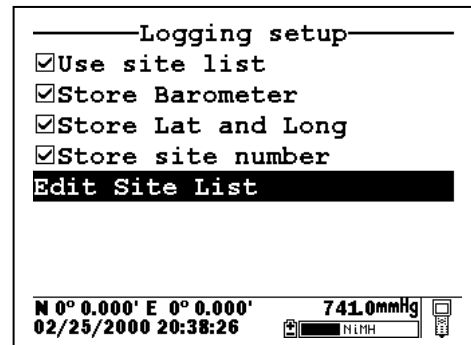 Logging setup
☑Use site list
☑Store Barometer
☑Store Lat and Long
☑Store site number
Edit Site List
N 0° 0.000' E 0° 0.000' 741.0mmHg
02/25/2000 20:38:26 NiMH